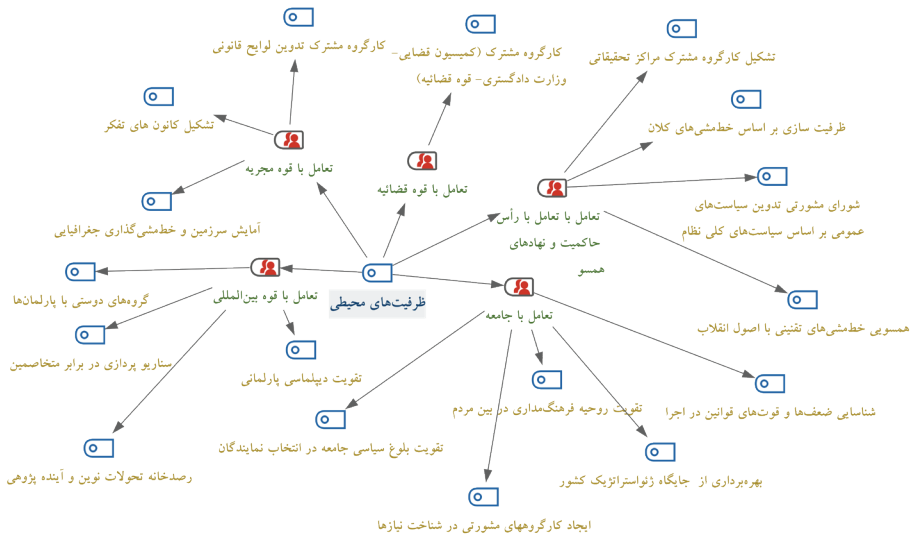 کارگروه مشترک تدوین لوایح قانونی
کارگروه مشترک (کمیسیون قضایی-
وزارت دادگستری- قوه قضائیه)
تشکیل کارگروه مشترک مراکز تحقیقاتی
تشکیل کانون های تفکر
ظرفیت سازی بر اساس خط‌مشی‌های کلان
تعامل با قوه مجریه
تعامل با قوه قضائیه
شورای مشورتی تدوین سیاست‌های
عمومی بر اساس سیاست‌های کلی نظام
تعامل با تعامل با رأس
حاکمیت و نهادهای
همسو
آمایش سرزمین و خط‌مشی‌گذاری جغرافیایی
تعامل با قوه بین‌المللی
ظرفیت‌های محیطی
گروه‌های دوستی با پارلمان‌ها
تعامل با جامعه
همسویی خط‌مشی‌های تقنینی با اصول انقلاب
سناریو پردازی در برابر متخاصمین
تقویت دیپلماسی پارلمانی
تقویت روحیه فرهنگ‌مداری در بین مردم
شناسایی ضعف‌ها و قوت‌های قوانین در اجرا
تقویت بلوغ سیاسی جامعه در انتخاب نمایندگان
رصدخانه تحولات نوین و آینده پژوهی
بهره‌برداری از جایگاه ژئواستراتژیک کشور
ایجاد کارگروههای مشورتی در شناخت نیازها